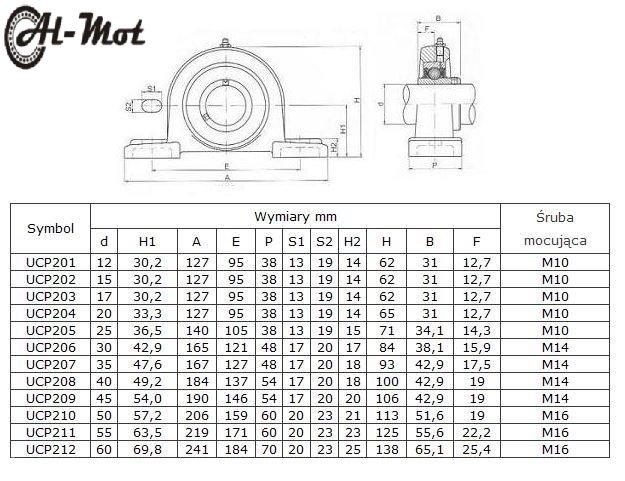 Al-Mot
B
F
S1
S2
M
H
H1
H2
d
E
A
P
Symbol Wymiary mm Śruba mocująca
d H1 A E P S1 S2 H2 H B F
UCP201 12 30,2 127 95 38 13 19 14 62 31 12,7 M10
UCP202 15 30,2 127 95 38 13 19 14 62 31 12,7 M10
UCP203 17 30,2 127 95 38 13 19 14 62 31 12,7 M10
UCP204 20 33,3 127 95 38 13 19 14 65 31 12,7 M10
UCP205 25 36,5 140 105 38 13 19 15 71 34,1 14,3 M10
UCP206 30 42,9 165 121 48 17 20 17 84 38,1 15,9 M14
UCP207 35 47,6 167 127 48 17 20 18 93 42,9 17,5 M14
UCP208 40 49,2 184 137 54 17 20 18 100 42,9 19 M14
UCP209 45 54,0 190 146 54 17 20 20 106 42,9 19 M14
UCP210 50 57,2 206 159 60 20 23 21 113 51,6 19 M16
UCP211 55 63,5 219 171 60 20 23 23 125 55,6 22,2 M16
UCP212 60 69,8 241 184 70 20 23 25 138 65,1 25,4 M16